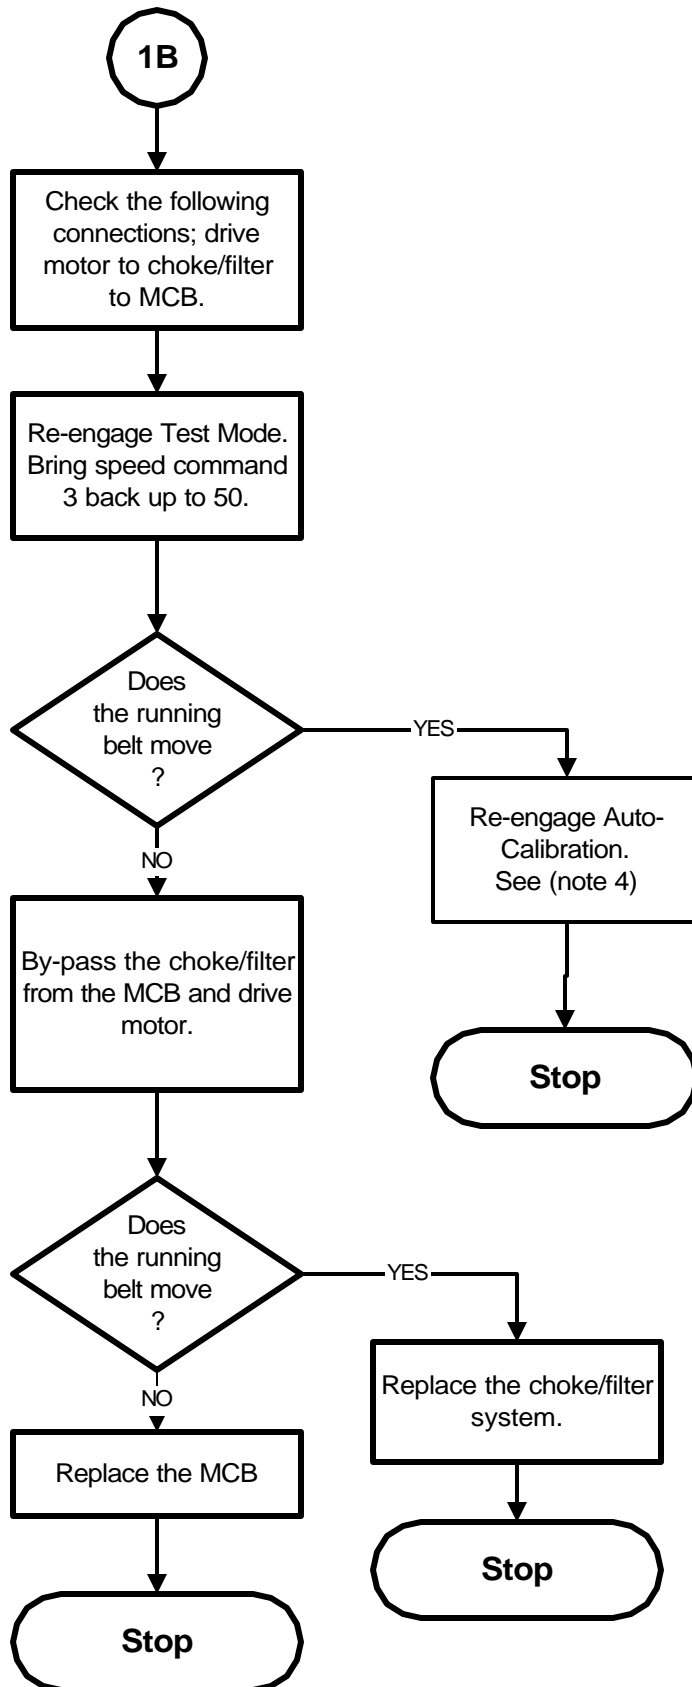 1B
Check the following
connections; drive
motor to choke/filter
to MCB.
Re-engage Test Mode.
Bring speed command
3 back up to 50.
Does
the running
belt move
?
YES
Re-engage Auto-
Calibration.
See (note 4)
Stop
NO
By-pass the choke/filter
from the MCB and drive
motor.
Does
the running
belt move
?
YES
Replace the choke/filter
system.
Stop
NO
Replace the MCB
Stop